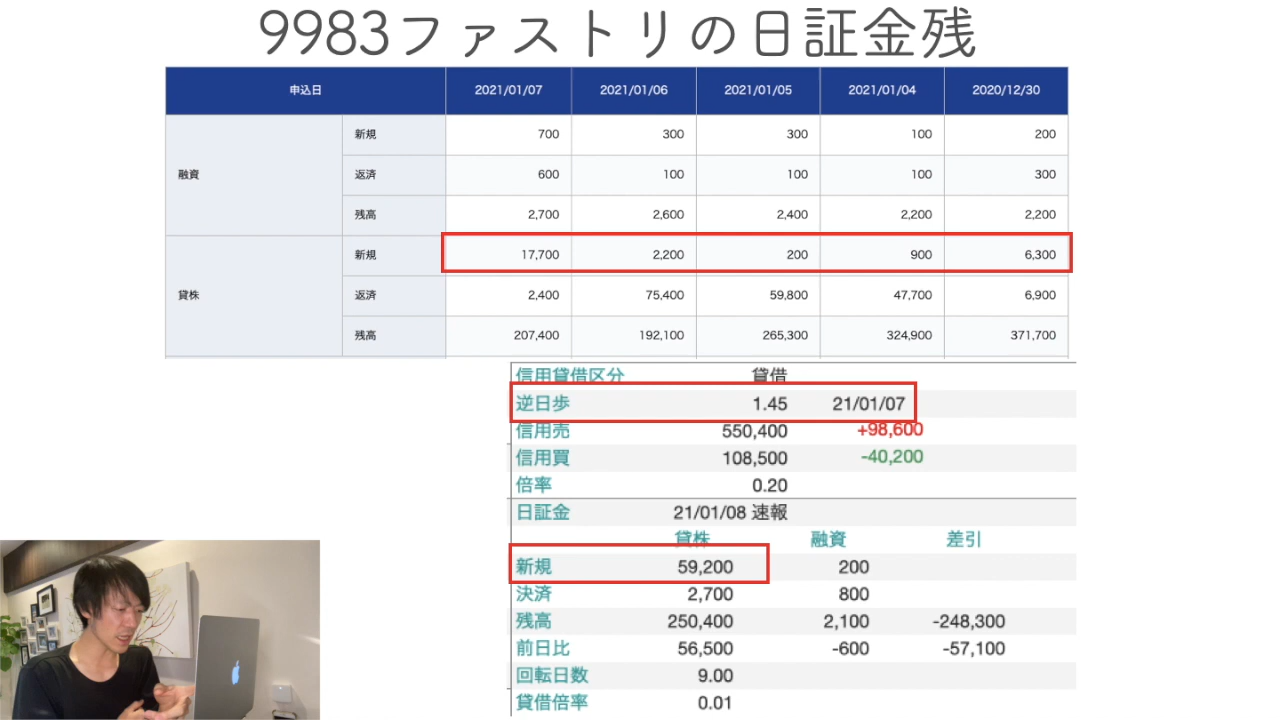 9983ファストリの日証金残
申込日 2021/01/07 2021/01/06 2021/01/05 2021/01/04 2020/12/30
融資 新規 700 300 300 100 200
返済 600 100 100 100 300
残高 2,700 2,600 2,400 2,200 2,200
貸株 新規 17,700 2,200 200 900 6,300
返済 2,400 75,400 59,800 47,700 6,900
残高 207,400 192,100 265,300 324,900 371,700
信用貸借区分 貸借
逆日歩 1.45 21/01/07
信用売 550,400 +98,600
信用買 108,500 -40,200
倍率 0.20
日証金 21/01/08 速報
貸株 融資 差引
新規 59,200 200
決済 2,700 800
残高 250,400 2,100 -248,300
前日比 56,500 -600 -57,100
回転日数 9.00
貸借倍率 0.01